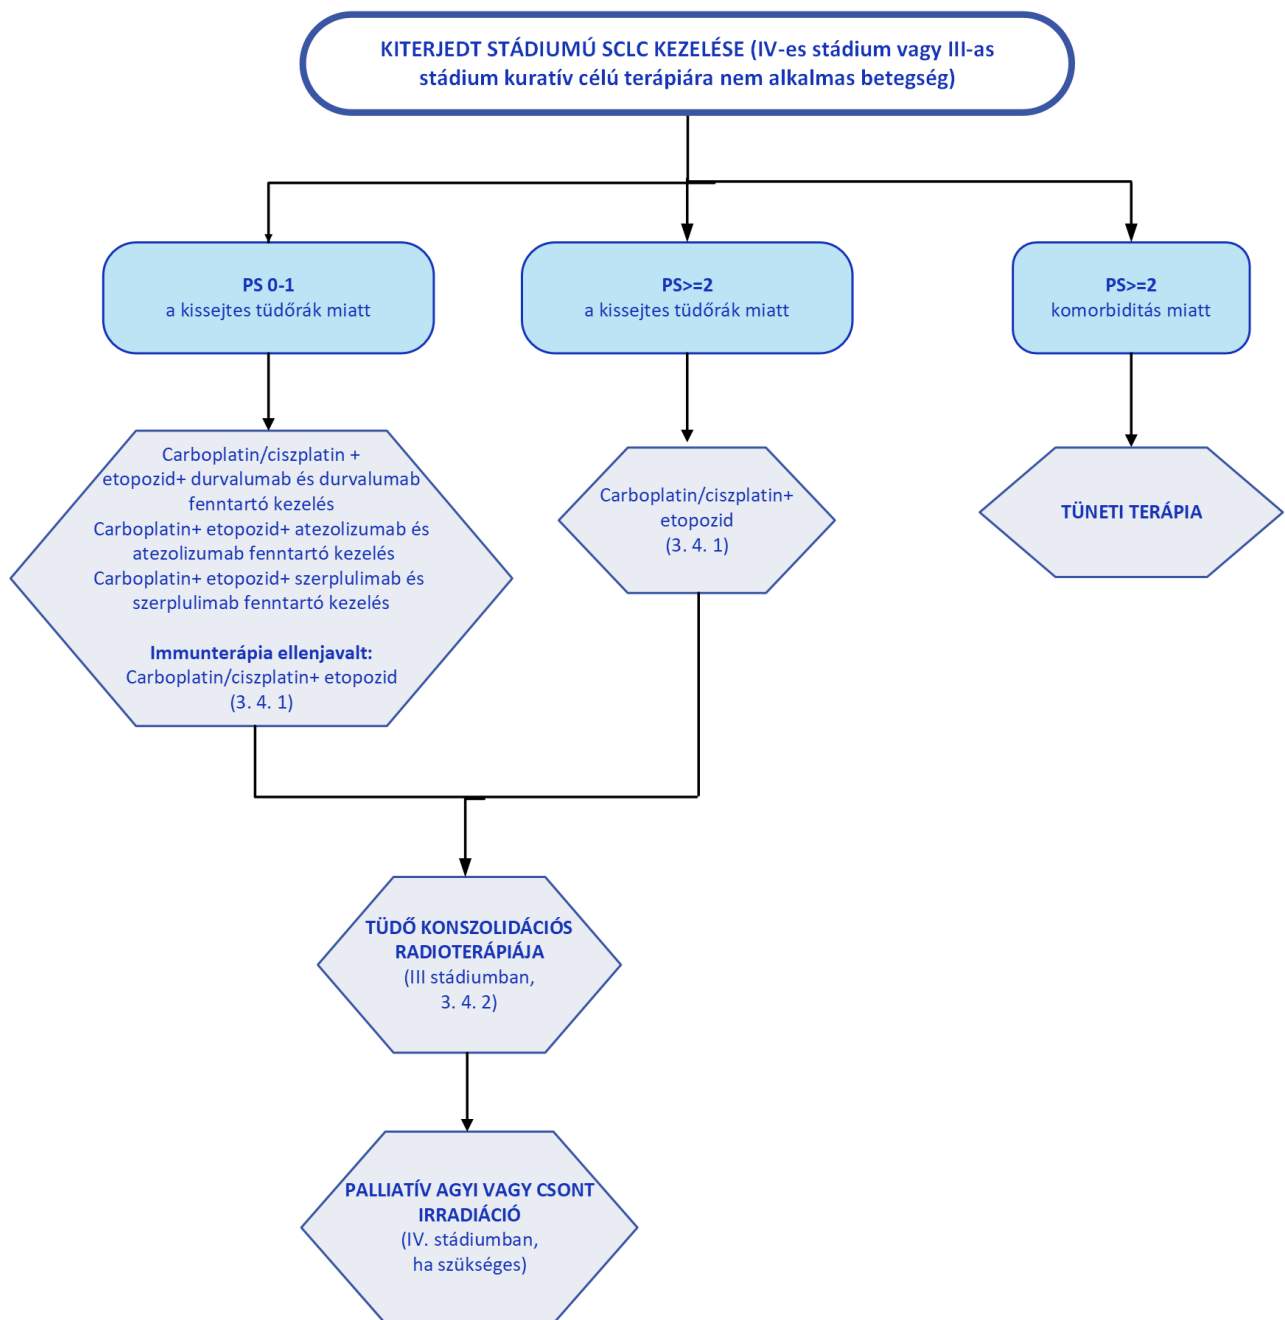 KITERJEDT STÁDIUMÚ SCLC KEZELÉSE (IV-es stádium vagy III-as
stádium kuratív célú terápiára nem alkalmas betegség)
PS 0-1
a kissejtes tüdőrák miatt
PS>=2
a kissejtes tüdőrák miatt
PS>=2
komorbiditás miatt
Carboplatin/ciszplatin +
etopozid+ durvalumab és durvalumab
fenntartó kezelés
Carboplatin+ etopozid+ atezolizumab és
atezolizumab fenntartó kezelés
Carboplatin+ etopozid+ szerplulimab és
szerplulimab fenntartó kezelés
Immunterápia ellenjavalt:
Carboplatin/ciszplatin+ etopozid
(3. 4. 1)
Carboplatin/ciszplatin+
etopozid
(3. 4. 1)
TÜNETI TERÁPIA
TÜDŐ KONSZOLIDÁCIÓS
RADIOTERÁPIÁJA
(III stádiumban,
3. 4. 2)
PALLIATÍV AGYI VAGY CSONT
IRRADIÁCIÓ
(IV. stádiumban,
ha szükséges)